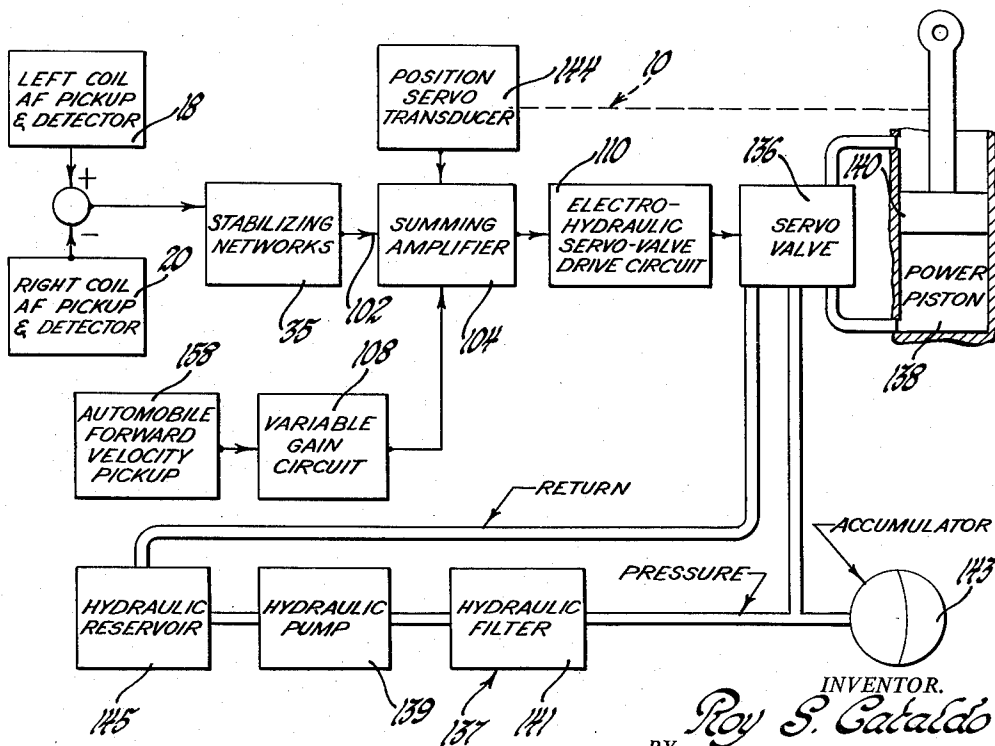 LEFT COIL
AF PICKUP
& DETECTOR
18
+
-
RIGHT COIL
AF PICKUP
& DETECTOR
20
STABILIZING
NETWORKS
35
102
POSITION
SERVO
TRANSDUCER
144
10
SUMMING
AMPLIFIER
104
110
ELECTRO-
HYDRAULIC
SERVO-VALVE
DRIVE CIRCUIT
136
SERVO
VALVE
140
POWER
PISTON
138
158
AUTOMOBILE
FORWARD
VELOCITY
PICKUP
108
VARIABLE
GAIN
CIRCUIT
RETURN
ACCUMULATOR
143
PRESSURE
HYDRAULIC
RESERVOIR
145
HYDRAULIC
PUMP
139
HYDRAULIC
FILTER
137
141
INVENTOR.
Roy S. Cataldo
BY